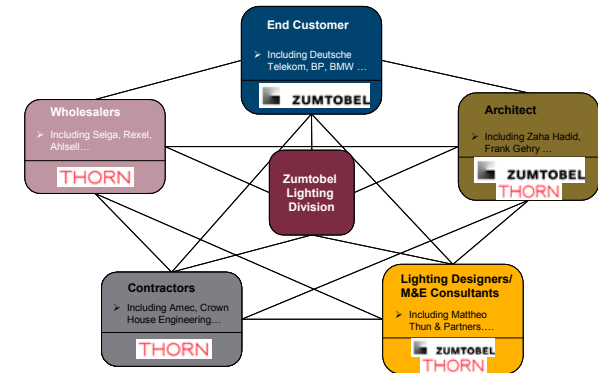 End Customer
➢ Including Deutsche
Telekom, BP, BMW …
ZUMTOBEL
Wholesalers
➢ Including Selga, Rexel,
Ahlsell…
THORN
Architect
➢ Including Zaha Hadid,
Frank Gehry …
ZUMTOBEL
THORN
Zumtobel
Lighting
Division
Contractors
➢ Including Amec, Crown
House Engineering…
THORN
Lighting Designers/
M&E Consultants
➢ Including Mattheo
Thun & Partners….
ZUMTOBEL
THORN